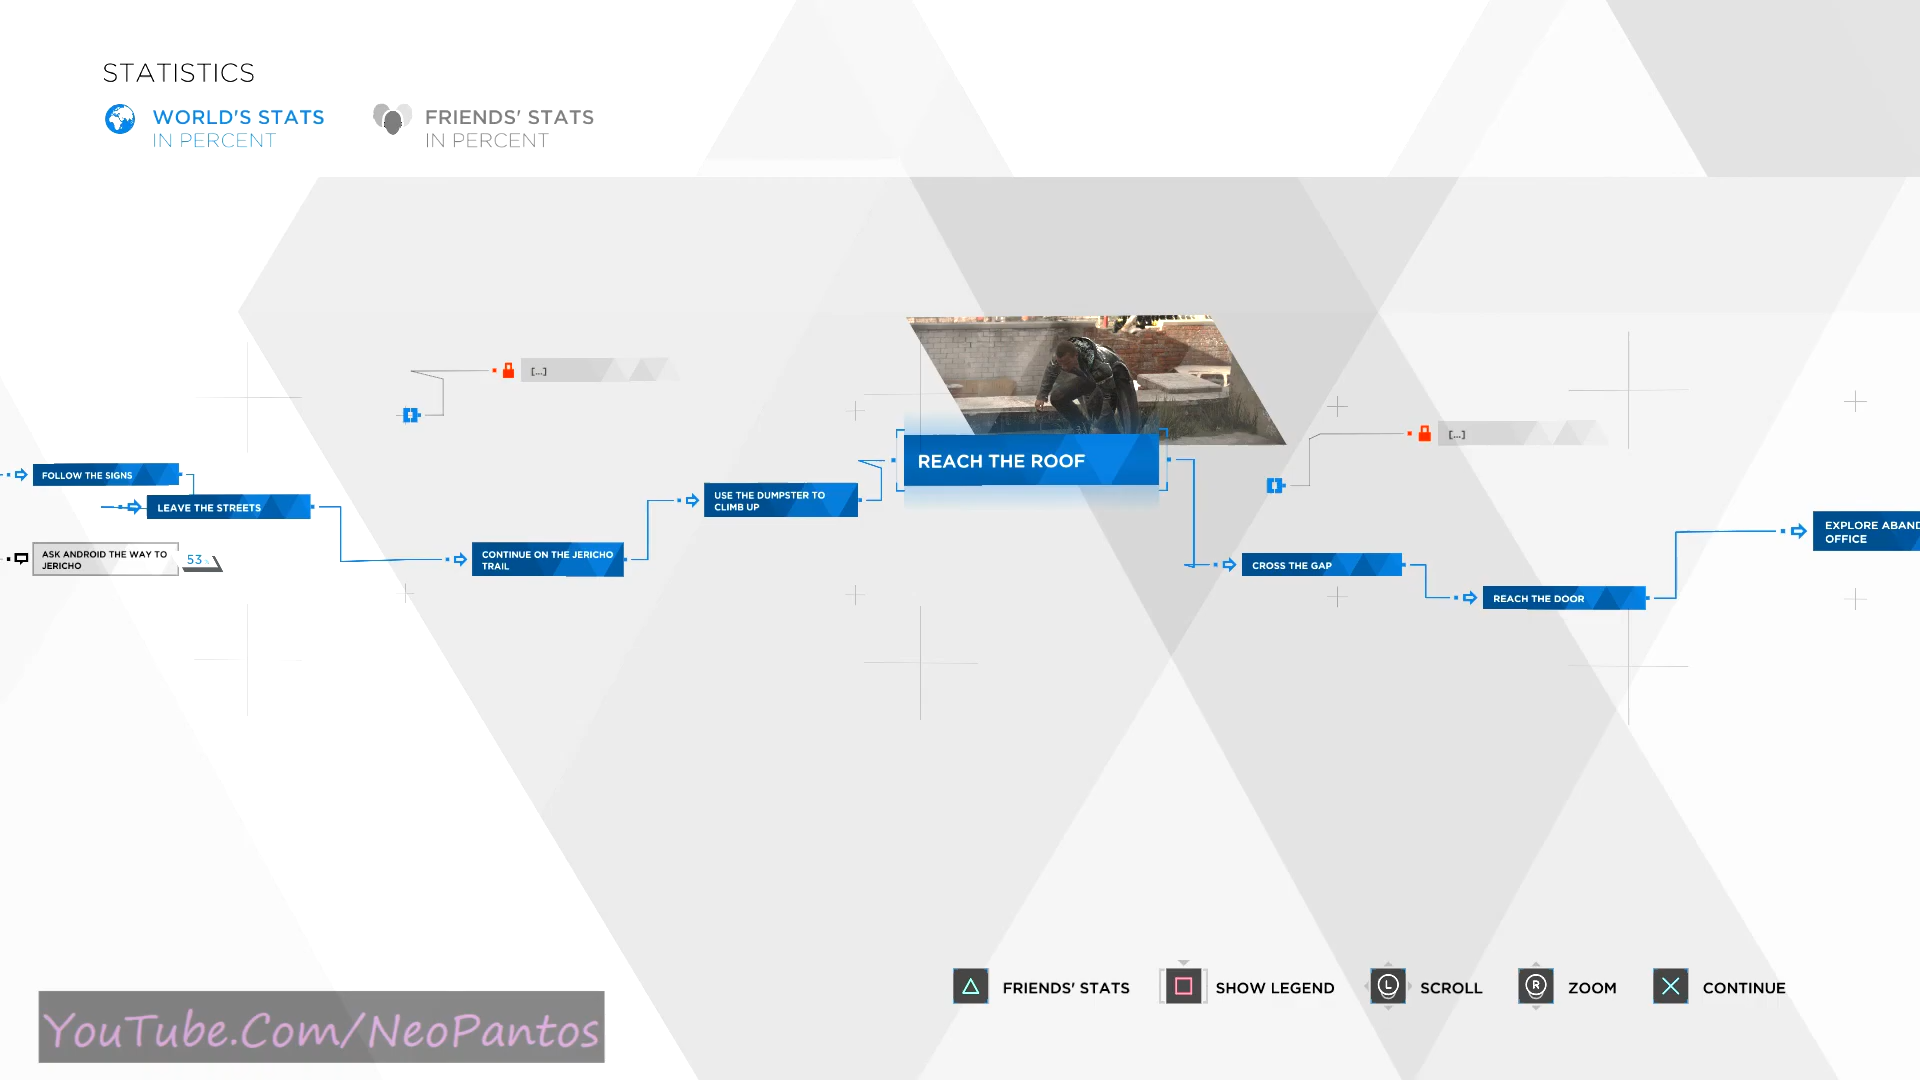 STATISTICS
WORLD'S STATS
IN PERCENT
FRIENDS' STATS
IN PERCENT
[...]
REACH THE ROOF
[...]
FOLLOW THE SIGNS
LEAVE THE STREETS
ASK ANDROID THE WAY TO
JERICHO
53
CONTINUE ON THE JERICHO
TRAIL
USE THE DUMPSTER TO
CLIMB UP
CROSS THE GAP
REACH THE DOOR
EXPLORE ABAND
OFFICE
FRIENDS' STATS
SHOW LEGEND
L
SCROLL
R
ZOOM
CONTINUE
YouTube.Com/NeoPantos